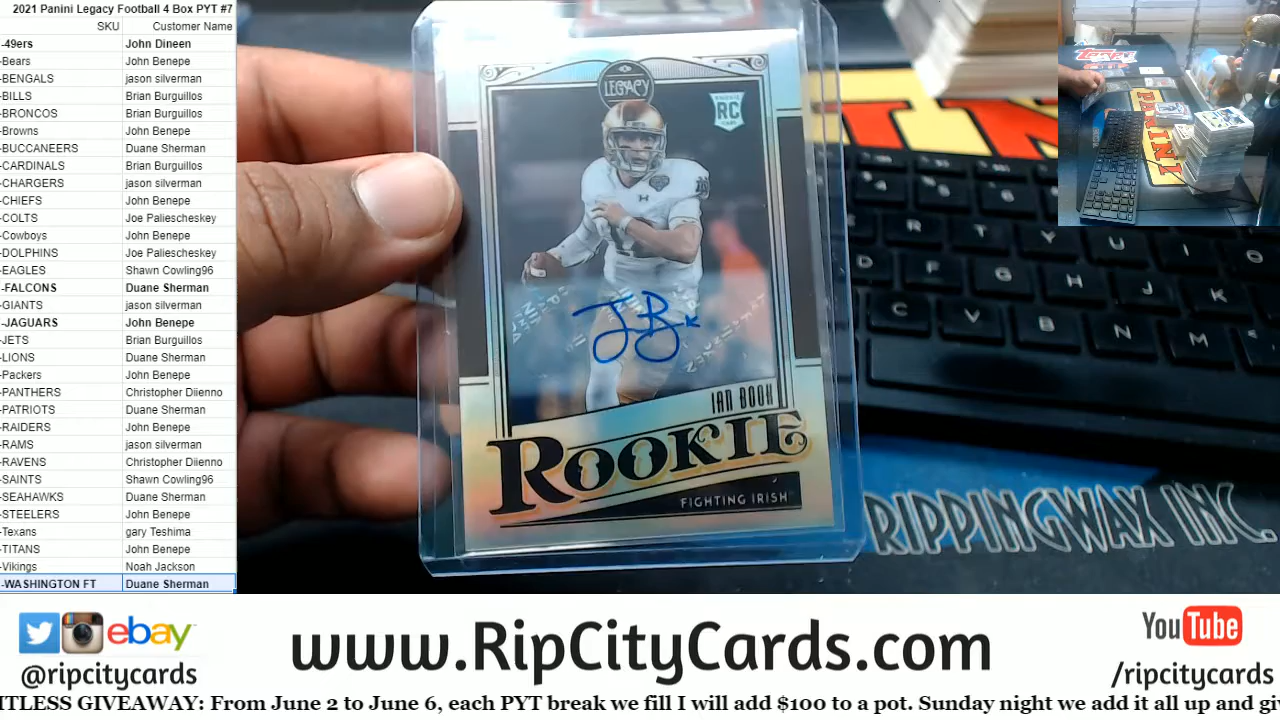 2021 Panini Legacy Football 4 Box PYT #7
SKU Customer Name
-49ers John Dineen
-Bears John Benepe
-BENGALS jason silverman
-BILLS Brian Burguillos
-BRONCOS Brian Burguillos
-Browns John Benepe
-BUCCANEERS Duane Sherman
-CARDINALS Brian Burguillos
-CHARGERS jason silverman
-CHIEFS John Benepe
-COLTS Joe Paliescheskey
-Cowboys John Benepe
-DOLPHINS Joe Paliescheskey
-EAGLES Shawn Cowling96
-FALCONS Duane Sherman
-GIANTS jason silverman
-JAGUARS John Benepe
-JETS Brian Burguillos
-LIONS Duane Sherman
-Packers John Benepe
-PANTHERS Christopher Diienno
-PATRIOTS Duane Sherman
-RAIDERS John Benepe
-RAMS jason silverman
-RAVENS Christopher Diienno
-SAINTS Shawn Cowling96
-SEAHAWKS Duane Sherman
-STEELERS John Benepe
-Texans gary Teshima
-TITANS John Benepe
-Vikings Noah Jackson
-WASHINGTON FT Duane Sherman
LEGACY
RC
IAN BOOK
ROOKIE
FIGHTING IRISH
PANINI
R T Y U I
D F G H J K
C V B N M
RIPPINGWAX INC.
ebay
@ripcitycards
www.RipCityCards.com
YouTube
/ripcitycards
ITLESS GIVEAWAY: From June 2 to June 6, each PYT break we fill I will add $100 to a pot. Sunday night we add it all up and gi